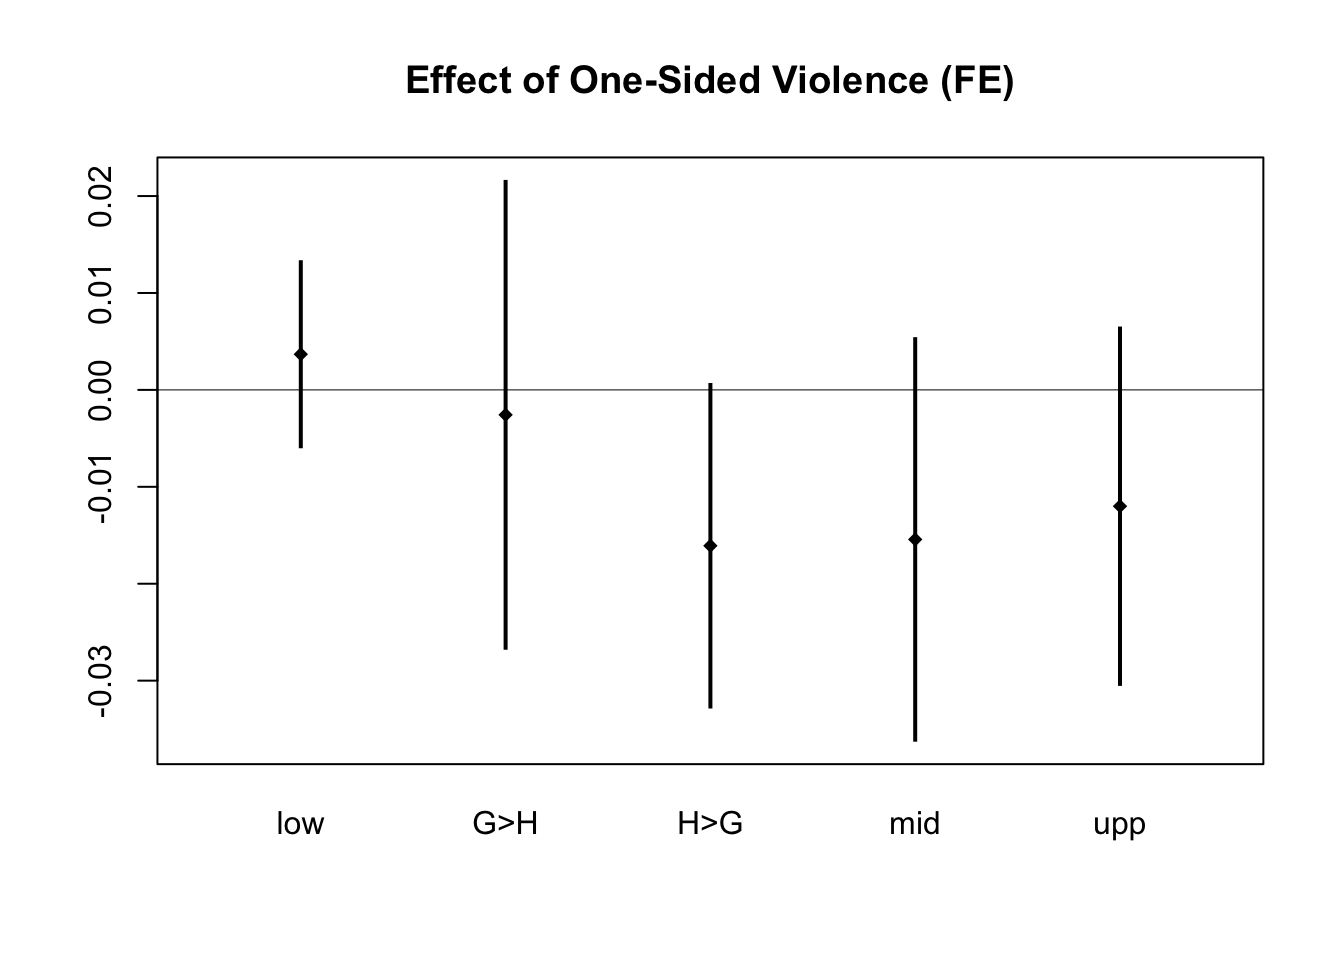 Effect of One-Sided Violence (FE)
0.02
0.01
0.00
-0.01
-0.03
low G>H H>G mid upp